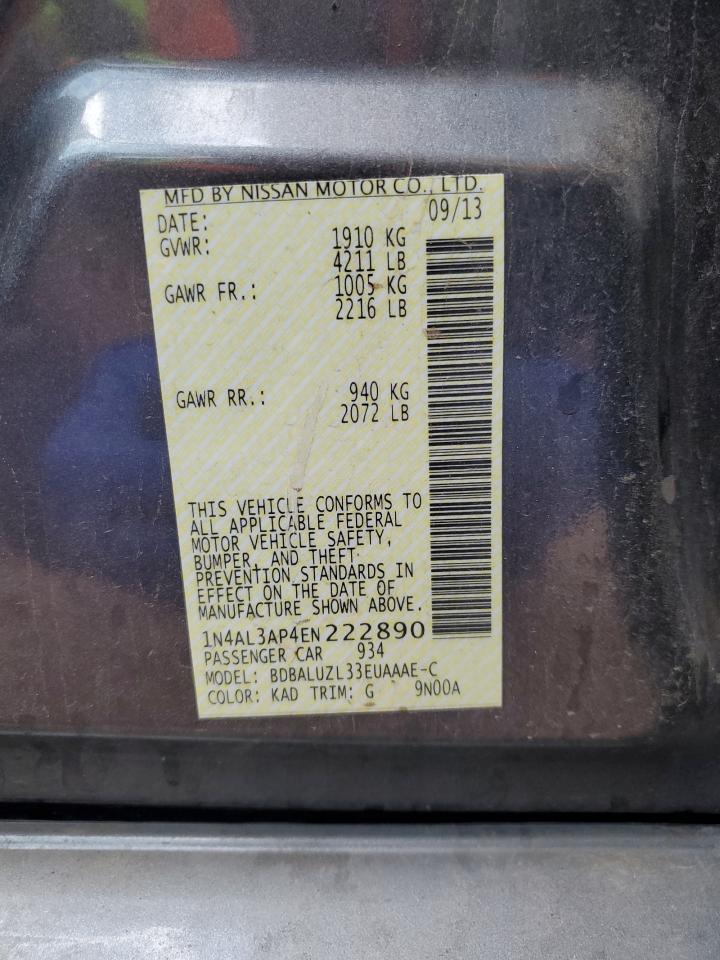 MFD BY NISSAN MOTOR CO., LTD.
DATE: 09/13
GVWR: 1910 KG
4211 LB
GAWR FR.: 1005 KG
2216 LB
GAWR RR.: 940 KG
2072 LB
THIS VEHICLE CONFORMS TO
ALL APPLICABLE FEDERAL
MOTOR VEHICLE SAFETY,
BUMPER, AND THEFT
PREVENTION STANDARDS IN
EFFECT ON THE DATE OF
MANUFACTURE SHOWN ABOVE.
1N4AL3AP4EN222890
PASSENGER CAR 934
MODEL: BDBALUZL33EUAAAE-C
COLOR: KAD TRIM: G 9N00A